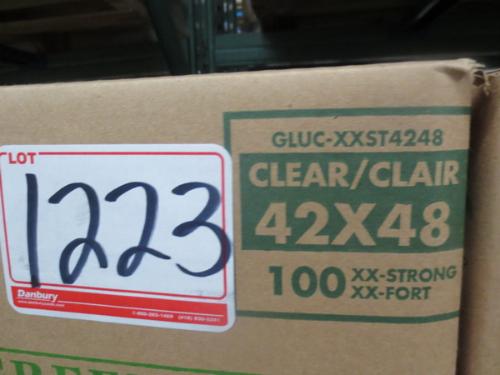 GLUC-XXST4248
LOT
CLEAR/CLAIR
1223
42X48
100 XX-STRONG
XX-FORT
Danbury